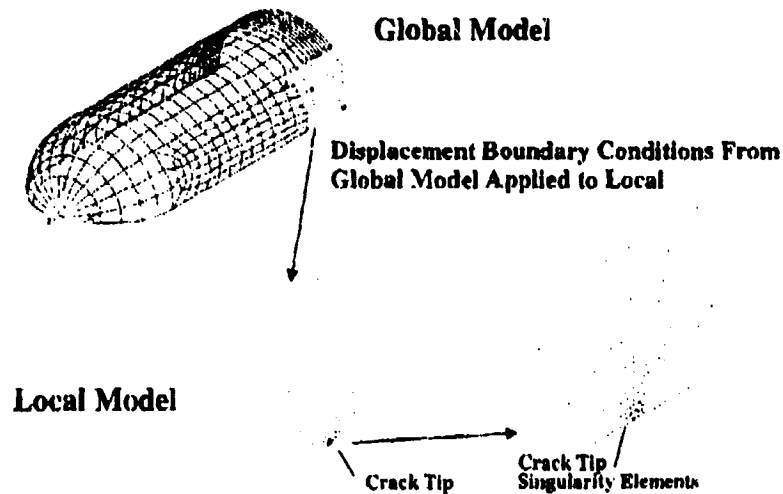 Global Model
Displacement Boundary Conditions From
Global Model Applied to Local
Local Model
Crack Tip
Crack Tip
Singularity Elements